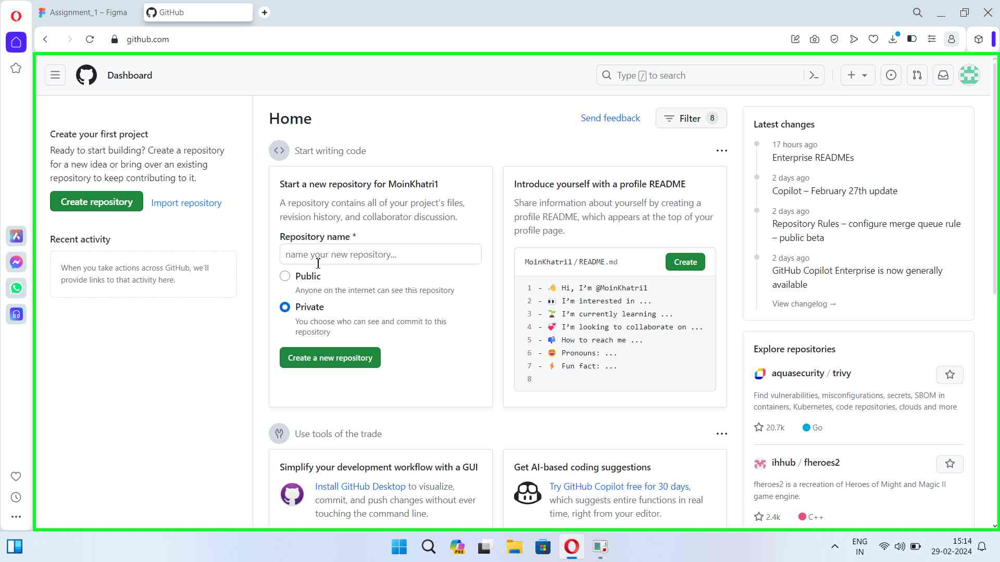 Assignment_1 – Figma
GitHub
github.com
Dashboard
Type / to search
Create your first project
Ready to start building? Create a repository
for a new idea or bring over an existing
repository to keep contributing to it.
Create repository
Import repository
Recent activity
When you take actions across GitHub, we'll
provide links to that activity here.
Home
Send feedback
Filter 8
Start writing code
Start a new repository for MoinKhatri1
A repository contains all of your project's files,
revision history, and collaborator discussion.
Repository name *
name your new repository...
Public
Anyone on the internet can see this repository
Private
You choose who can see and commit to this
repository
Create a new repository
Introduce yourself with a profile README
Share information about yourself by creating a
profile README, which appears at the top of your
profile page.
MoinKhatri1 / README.md
Create
1 - 👋 Hi, I'm @MoinKhatri1
2 - 👀 I'm interested in ...
3 - 🌱 I'm currently learning ...
4 - 💞️ I'm looking to collaborate on ...
5 - 📫 How to reach me ...
6 - 😄 Pronouns: ...
7 - ⚡ Fun fact: ...
8
Use tools of the trade
Simplify your development workflow with a GUI
Install GitHub Desktop to visualize,
commit, and push changes without ever
touching the command line.
Get AI-based coding suggestions
Try GitHub Copilot free for 30 days,
which suggests entire functions in real
time, right from your editor.
Latest changes
17 hours ago
Enterprise READMEs
2 days ago
Copilot – February 27th update
2 days ago
Repository Rules – configure merge queue rule
– public beta
2 days ago
GitHub Copilot Enterprise is now generally
available
View changelog →
Explore repositories
aquasecurity / trivy
Find vulnerabilities, misconfigurations, secrets, SBOM in
containers, Kubernetes, code repositories, clouds and more
20.7k
Go
ihhub / fheroes2
fheroes2 is a recreation of Heroes of Might and Magic II
game engine.
2.4k
C++
PRE
ENG
IN
15:14
29-02-2024